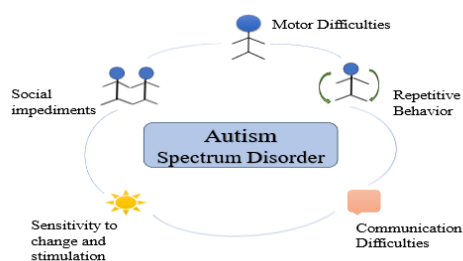 Motor Difficulties
Social
impediments
Repetitive
Behavior
Autism
Spectrum Disorder
Sensitivity to
change and
stimulation
Communication
Difficulties